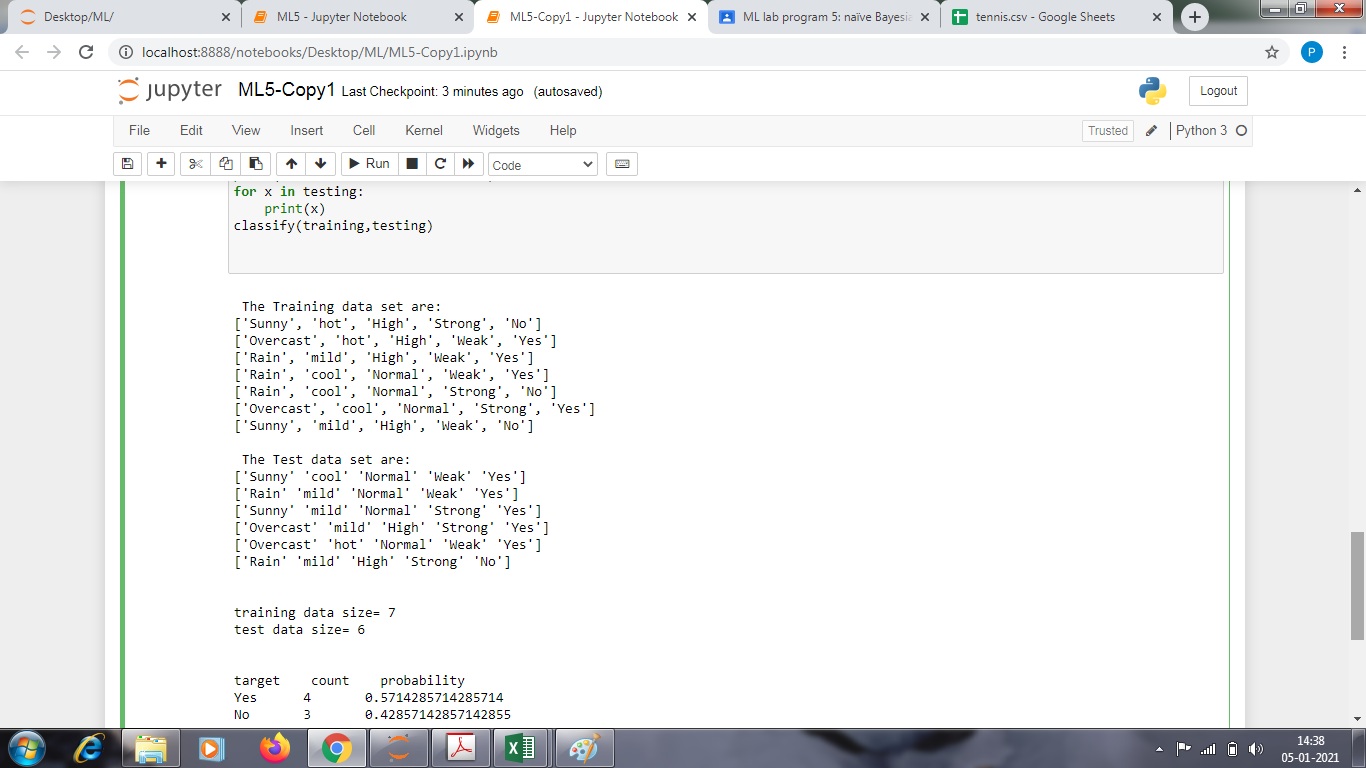 Desktop/ML/
ML5 - Jupyter Notebook
ML5-Copy1 - Jupyter Notebook
ML lab program 5: naïve Bayesia
tennis.csv - Google Sheets
localhost:8888/notebooks/Desktop/ML/ML5-Copy1.ipynb
P
jupyter ML5-Copy1 Last Checkpoint: 3 minutes ago (autosaved)
Logout
File Edit View Insert Cell Kernel Widgets Help
Trusted Python 3
Run Code
for x in testing:
    print(x)
classify(training,testing)
The Training data set are:
['Sunny', 'hot', 'High', 'Strong', 'No']
['Overcast', 'hot', 'High', 'Weak', 'Yes']
['Rain', 'mild', 'High', 'Weak', 'Yes']
['Rain', 'cool', 'Normal', 'Weak', 'Yes']
['Rain', 'cool', 'Normal', 'Strong', 'No']
['Overcast', 'cool', 'Normal', 'Strong', 'Yes']
['Sunny', 'mild', 'High', 'Weak', 'No']
The Test data set are:
['Sunny' 'cool' 'Normal' 'Weak' 'Yes']
['Rain' 'mild' 'Normal' 'Weak' 'Yes']
['Sunny' 'mild' 'Normal' 'Strong' 'Yes']
['Overcast' 'mild' 'High' 'Strong' 'Yes']
['Overcast' 'hot' 'Normal' 'Weak' 'Yes']
['Rain' 'mild' 'High' 'Strong' 'No']
training data size= 7
test data size= 6
target    count    probability
Yes      4       0.5714285714285714
No       3       0.42857142857142855
14:38
05-01-2021